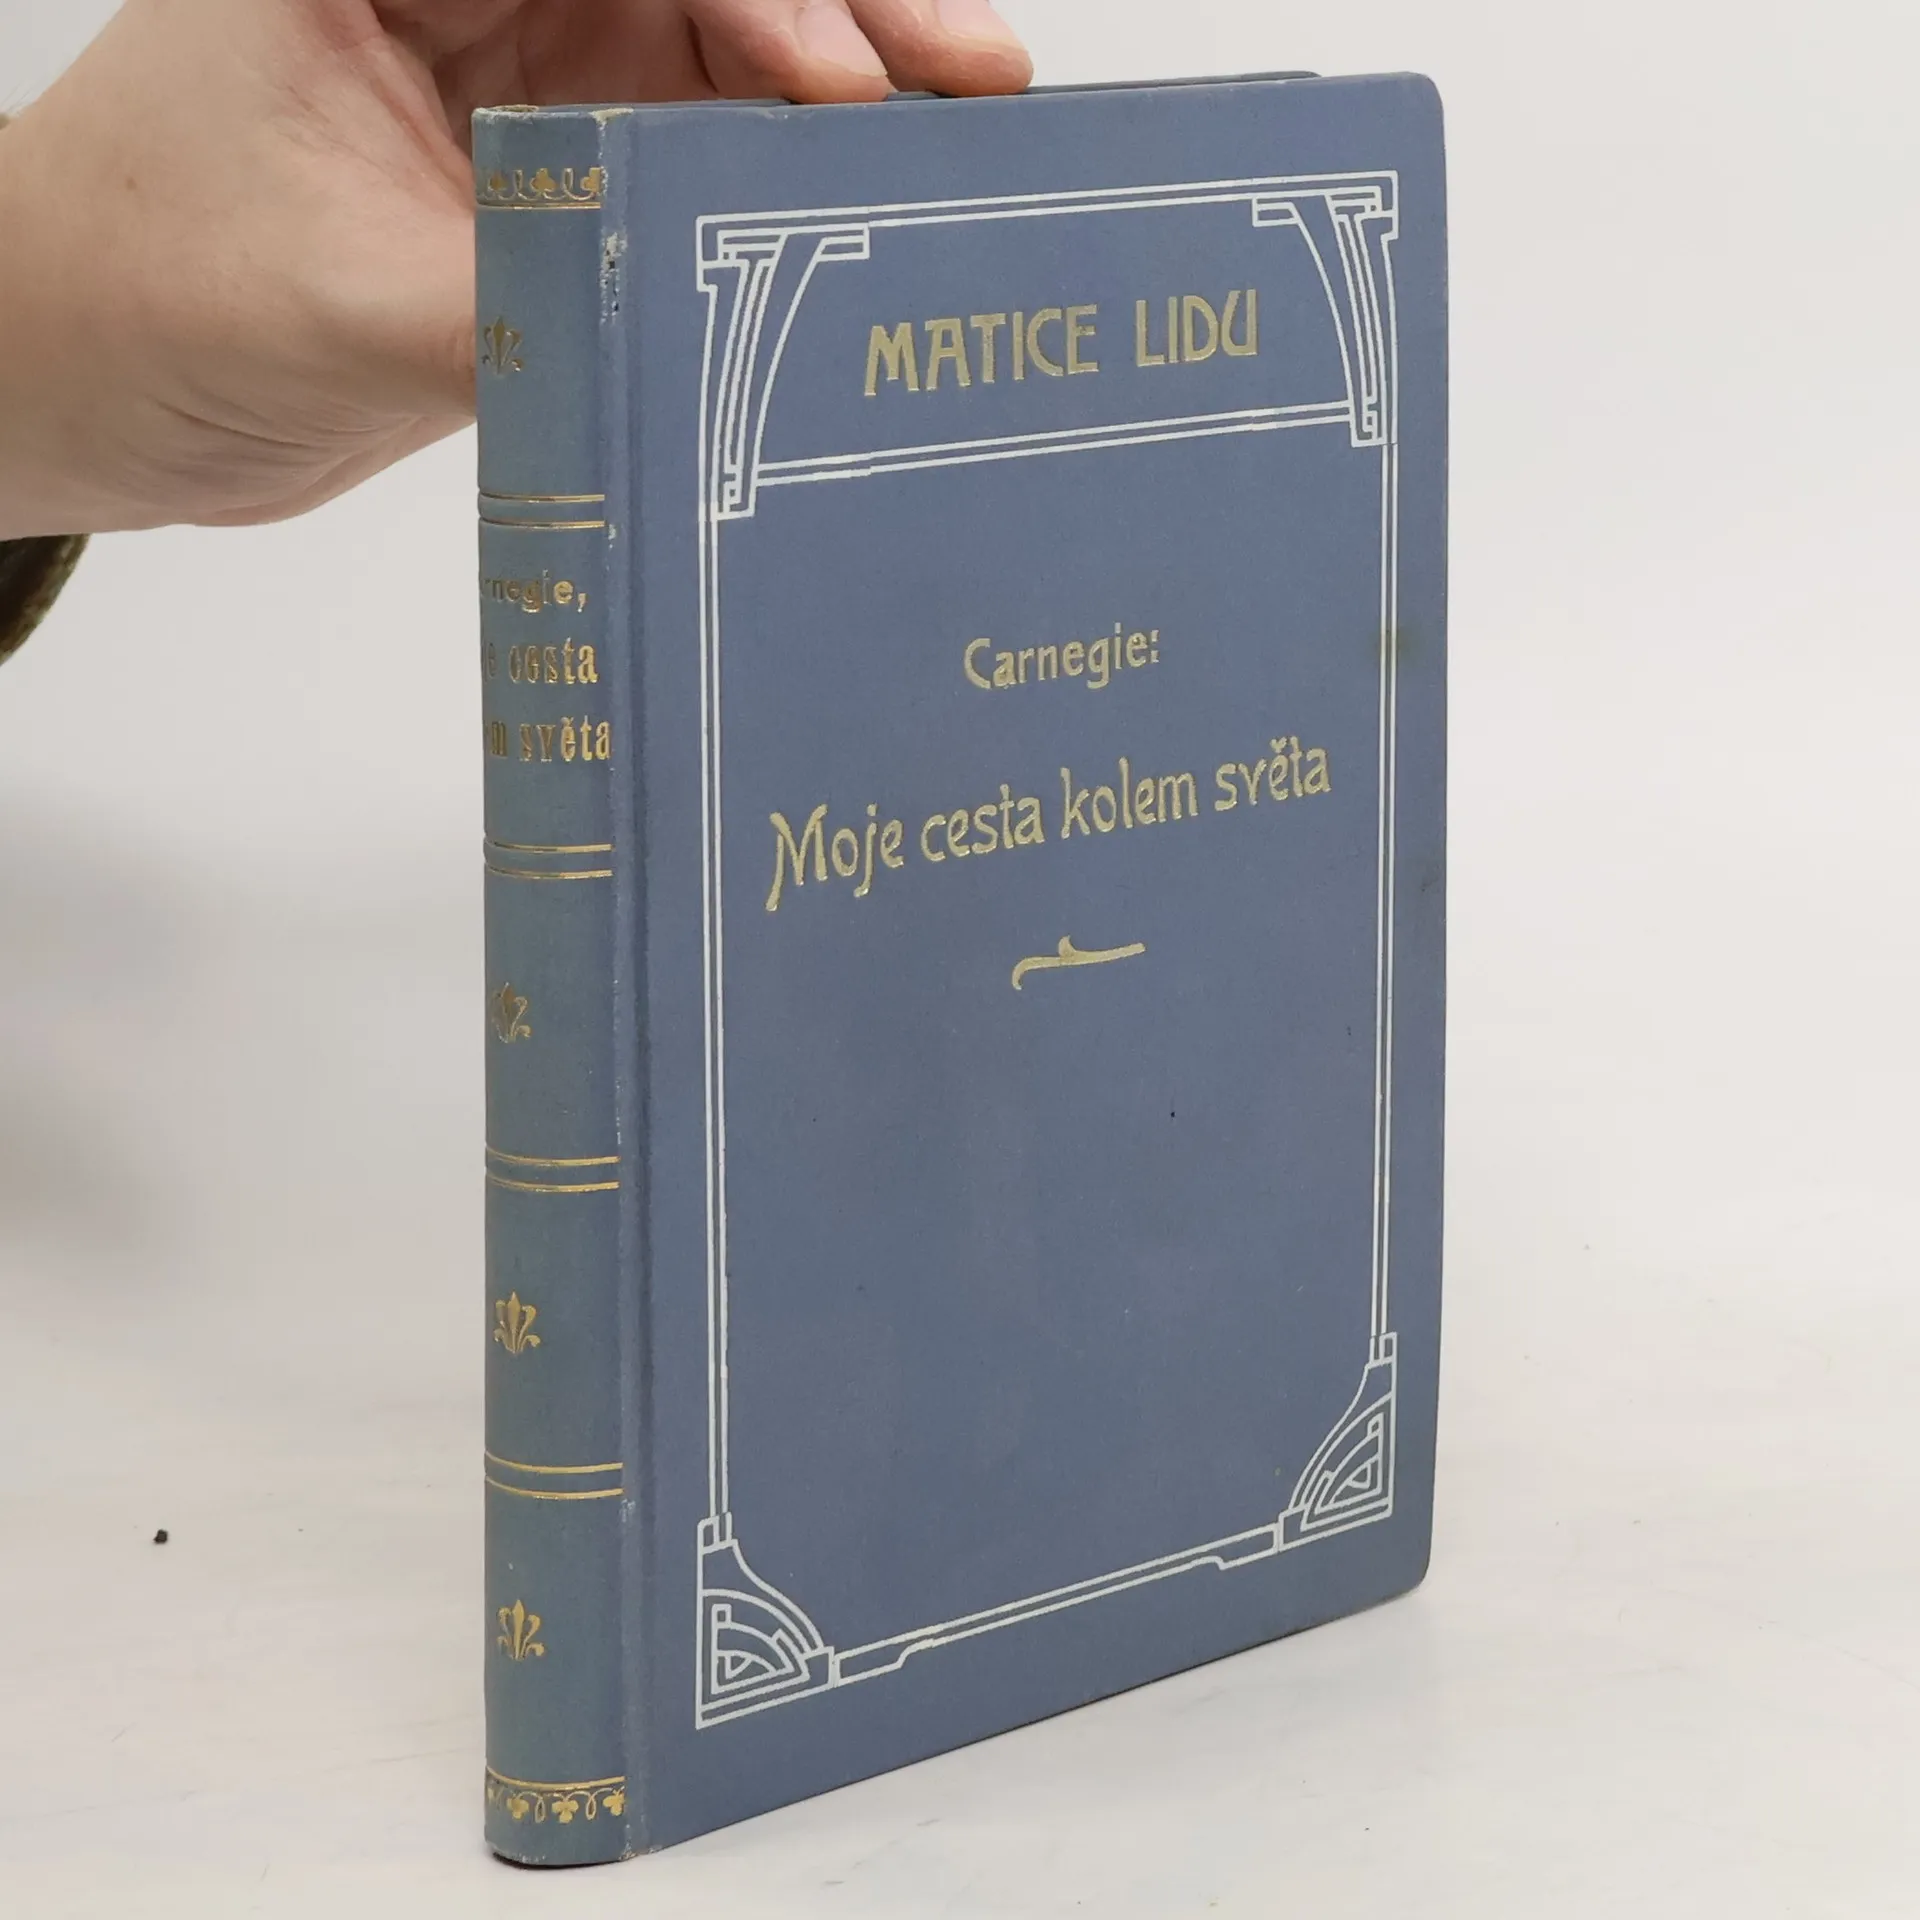 MATICE LIDU
Carnegie:
Moje cesta kolem světa
cesta
světa